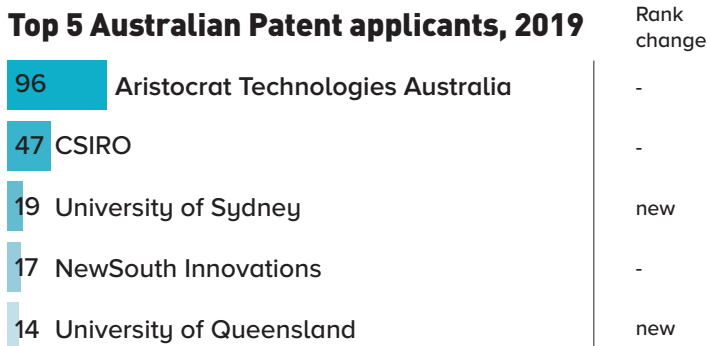 Top 5 Australian Patent applicants, 2019
Rank
change
96 Aristocrat Technologies Australia -
47 CSIRO -
19 University of Sydney new
17 NewSouth Innovations -
14 University of Queensland new